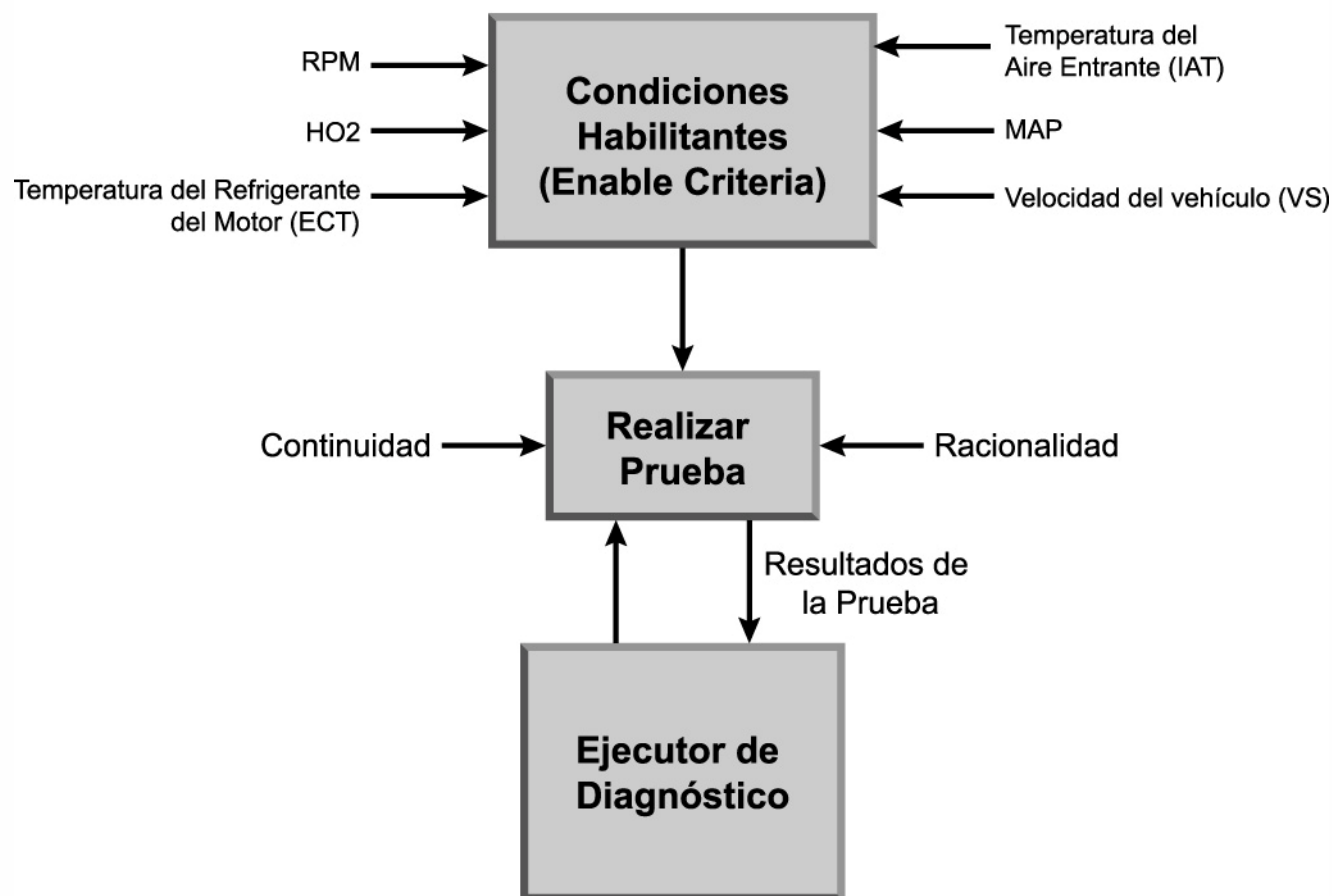 RPM
HO2
Temperatura del Refrigerante
del Motor (ECT)
Condiciones
Habilitantes
(Enable Criteria)
Temperatura del
Aire Entrante (IAT)
MAP
Velocidad del vehículo (VS)
Continuidad
Realizar
Prueba
Racionalidad
Resultados de
la Prueba
Ejecutor de
Diagnóstico